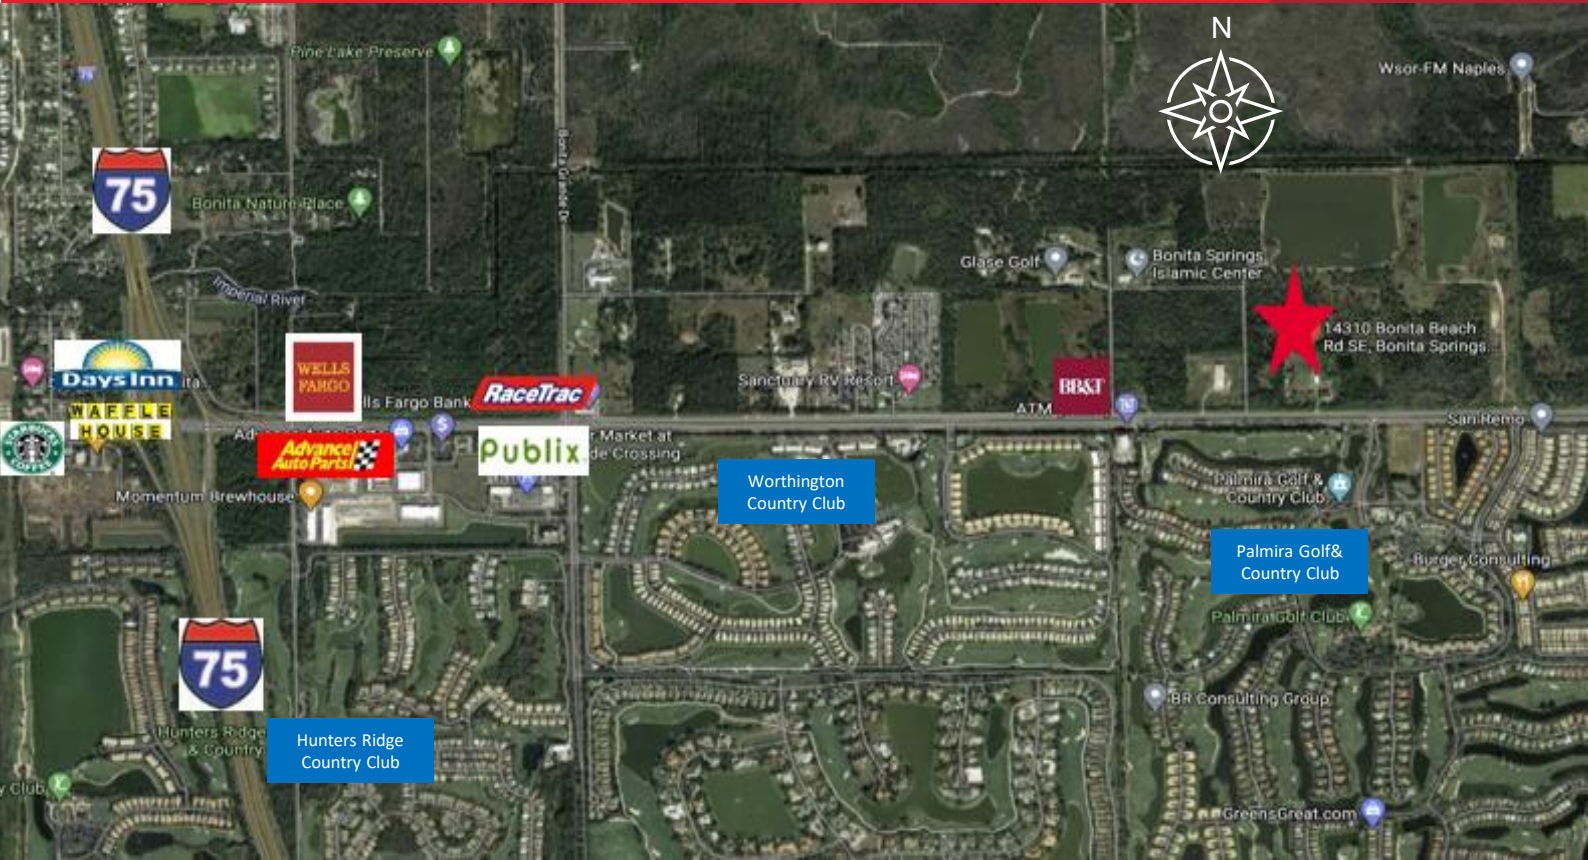 N
Pine Lake Preserve
Wsor-FM Naples
75
Bonita Grande Dr
75
Bonita Nature Place
Glase Golf
Bonita Springs
Islamic Center
Imperial River
14310 Bonita Beach
Rd SE, Bonita Springs...
Days Inn
WELLS
FARGO
Sanctuary RV Resort
BB&T
RaceTrac
lls Fargo Bank
ATM
WAFFLE
HOUSE
San Remo
STARBUCKS
COFFEE
Advance
Auto Parts
Publix
r Market at
de Crossing
Worthington
Country Club
Palmira Golf &
Country Club
Momentum Brewhouse
Palmira Golf&
Country Club
Burger Consulting
Palmira Golf Club
75
BR Consulting Group
Hunters Ridge
& Country
Hunters Ridge
Country Club
y Club
GreensGreat.com